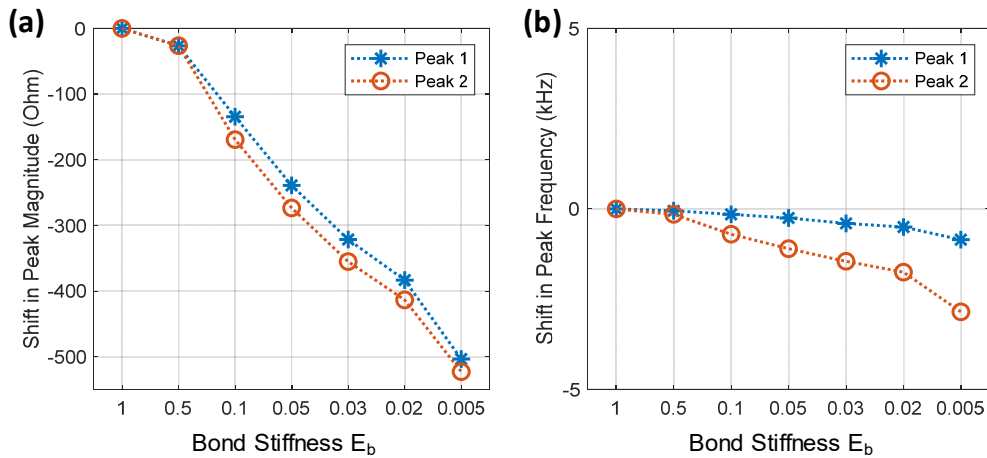 (a)
Shift in Peak Magnitude (Ohm)
0
-100
-200
-300
-400
-500
Peak 1
Peak 2
1 0.5 0.1 0.05 0.03 0.02 0.005
Bond Stiffness E_b
(b)
Shift in Peak Frequency (kHz)
5
0
-5
Peak 1
Peak 2
1 0.5 0.1 0.05 0.03 0.02 0.005
Bond Stiffness E_b